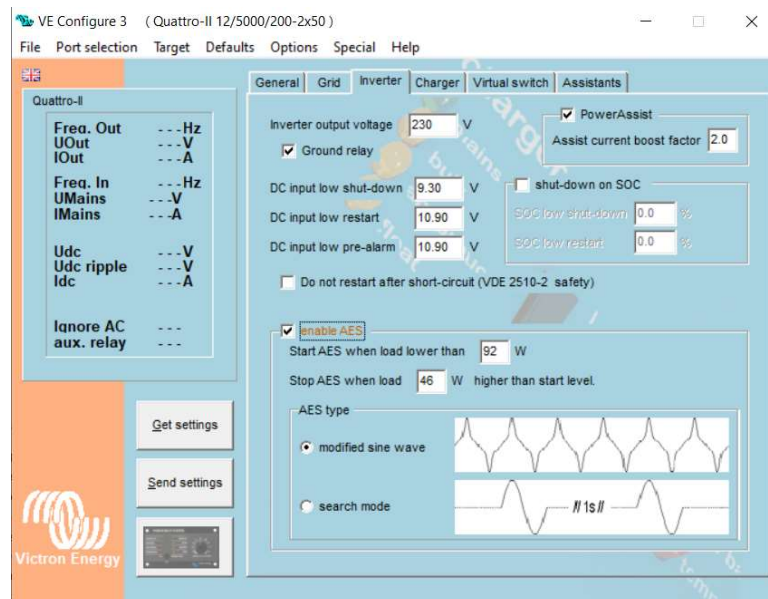 VE Configure 3 ( Quattro-II 12/5000/200-2x50 )
File Port selection Target Defaults Options Special Help
General Grid Inverter Charger Virtual switch Assistants
Quattro-II
Freq. Out ---Hz
UOut ---V
IOut ---A
Freq. In ---Hz
UMains ---V
IMains ---A
Udc ---V
Udc ripple ---V
Idc ---A
Ignore AC ---
aux. relay ---
Get settings
Send settings
Victron Energy
Inverter output voltage 230 V
Ground relay
PowerAssist
Assist current boost factor 2.0
DC input low shut-down 9.30 V
DC input low restart 10.90 V
DC input low pre-alarm 10.90 V
shut-down on SOC
SOC low shut-down 0.0 %
SOC low restart 0.0 %
Do not restart after short-circuit (VDE 2510-2 safety)
enable AES
Start AES when load lower than 92 W
Stop AES when load 46 W higher than start level.
AES type
modified sine wave
search mode
// 1s //